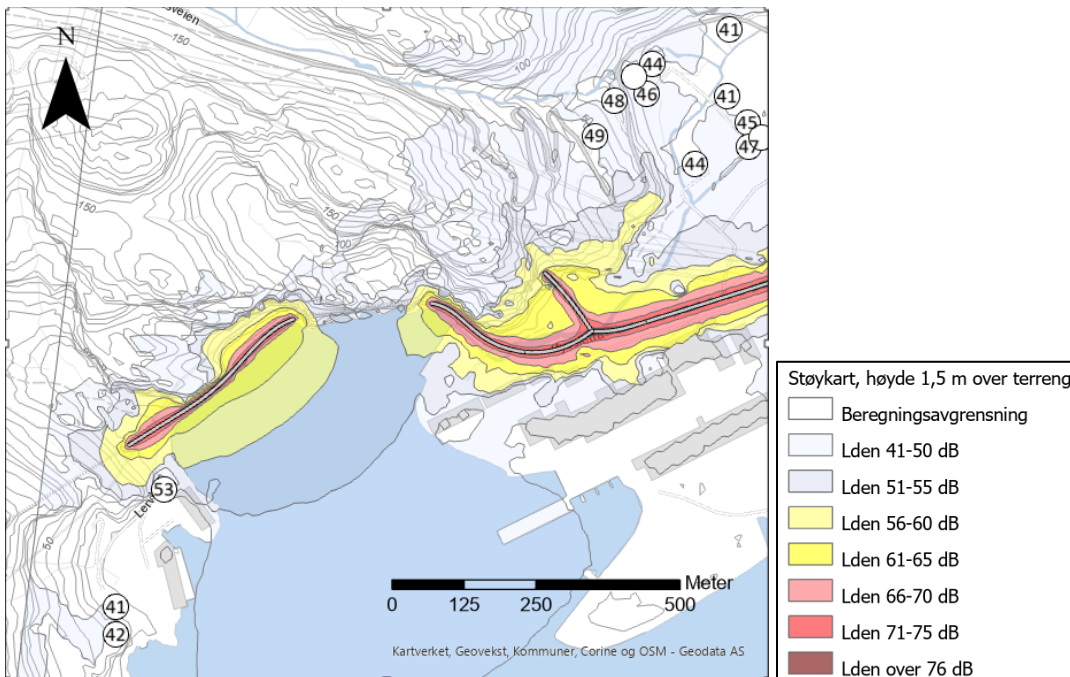 N
150
100
41
44
46
48
41
45
47
49
44
150
150
100
53
50
41
42
Meter
0 125 250 500
Kartverket, Geovekst, Kommuner, Corine og OSM - Geodata AS
Støykart, høyde 1,5 m over terreng
Beregningsavgrensning
Lden 41-50 dB
Lden 51-55 dB
Lden 56-60 dB
Lden 61-65 dB
Lden 66-70 dB
Lden 71-75 dB
Lden over 76 dB